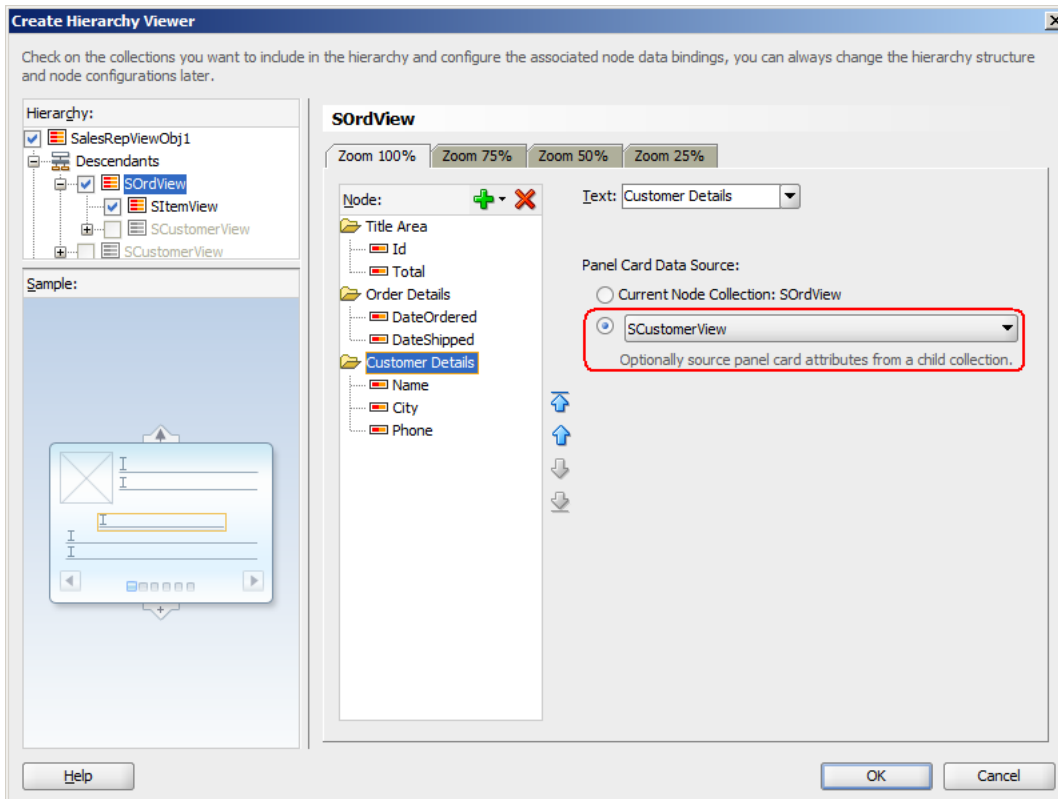 Create Hierarchy Viewer
Check on the collections you want to include in the hierarchy and configure the associated node data bindings, you can always change the hierarchy structure
and node configurations later.
Hierarchy:
SalesRepViewObj1
Descendants
SOrdView
SItemView
SCustomerView
SCustomerView
Sample:
SOrdView
Zoom 100% Zoom 75% Zoom 50% Zoom 25%
Node:
Title Area
Id
Total
Order Details
DateOrdered
DateShipped
Customer Details
Name
City
Phone
Text: Customer Details
Panel Card Data Source:
Current Node Collection: SOrdView
SCustomerView
Optionally source panel card attributes from a child collection.
Help
OK
Cancel